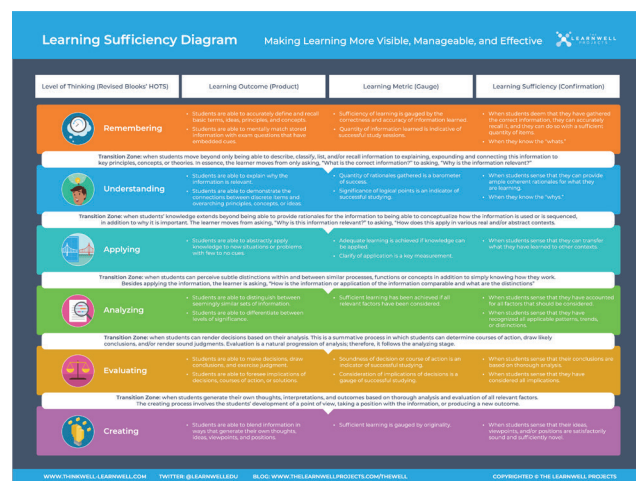 Learning Sufficiency Diagram
Making Learning More Visible, Manageable, and Effective
LEARNWELL
PROJECTS
Level of Thinking (Revised Blooks' HOTS)
Learning Outcome (Product)
Learning Metric (Gauge)
Learning Sufficiency (Confirmation)
Remembering
• Students are able to accurately define and recall
basic terms, ideas, principles, and concepts.
• Students are able to mentally match stored
information with exam questions that have
embedded cues.
• Sufficiency of learning is gauged by the
correctness and accuracy of information learned.
• Quantity of information learned is indicative of
successful study sessions.
• When students deem that they have gathered
the correct information, they can accurately
recall it, and they can do so with a sufficient
quantity of items.
• When they know the "whats."
Transition Zone: when students move beyond only being able to describe, classify, list, and/or recall information to explaining, expounding and connecting this information to
key principles, concepts, or theories. In essence, the learner moves from only asking, "What is the correct information?" to asking, "Why is the information relevant?"
Understanding
• Students are able to explain why the
information is relevant.
• Students are able to demonstrate the
connections between discrete items and
overarching principles, concepts, or ideas.
• Quantity of rationales gathered is a barometer
of success.
• Significance of logical points is an indicator of
successful studying.
• When students sense that they can provide
ample coherent rationales for what they
are learning.
• When they know the "whys."
Transition Zone: when students' knowledge extends beyond being able to provide rationales for the information to being able to conceptualize how the information is used or is sequenced,
in addition to why it is important. The learner moves from asking, "Why is this information relevant?" to asking, "How does this apply in various real and/or abstract contexts.
Applying
• Students are able to abstractly apply
knowledge to new situations or problems
with few to no cues
• Adequate learning is achieved if knowledge can
be applied.
• Clarity of application is a key measurement.
• When students sense that they can transfer
what they have learned to other contexts.
Transition Zone: when students can perceive subtle distinctions within and between similar processes, functions or concepts in addition to simply knowing how they work.
Besides applying the information, the learner is asking, "How is the information or application of the information comparable and what are the distinctions"
Analyzing
• Students are able to distinguish between
seemingly similar sets of information.
• Students are able to differentiate between
levels of significance.
• Sufficient learning has been achieved if all
relevant factors have been considered.
• When students sense that they have accounted
for all factors that should be considered.
• When students sense that they have
recognized all applicable patterns, trends,
or distinctions.
Transition Zone: when students can render decisions based on their analysis. This is a summative process in which students can determine courses of action, draw likely
conclusions, and/or render sound judgments. Evaluation is a natural progression of analysis; therefore, it follows the analyzing stage.
Evaluating
• Students are able to make decisions, draw
conclusions, and exercise judgment.
• Students are able to foresee implications of
decisions, courses of action, or solutions.
• Soundness of decision or course of action is an
indicator of successful studying.
• Consideration of implications of decisions is a
gauge of successful studying.
• When students sense that their conclusions are
based on thorough analysis.
• When students sense that they have
considered all implications.
Transition Zone: when students generate their own thoughts, interpretations, and outcomes based on thorough analysis and evaluation of all relevant factors.
The creating process involves the students' development of a point of view, taking a position with the information, or producing a new outcome.
Creating
• Students are able to blend information in
ways that generate their own thoughts,
ideas, viewpoints, and positions.
• Sufficient learning is gauged by originality.
• When students sense that their ideas,
viewpoints, and/or positions are satisfactorily
sound and sufficiently novel.
WWW.THINKWELL-LEARNWELL.COM
TWITTER: @LEARNWELLEDU
BLOG: WWW.THELEARNWELLPROJECTS.COM/THEWELL
COPYRIGHTED © THE LEARNWELL PROJECTS